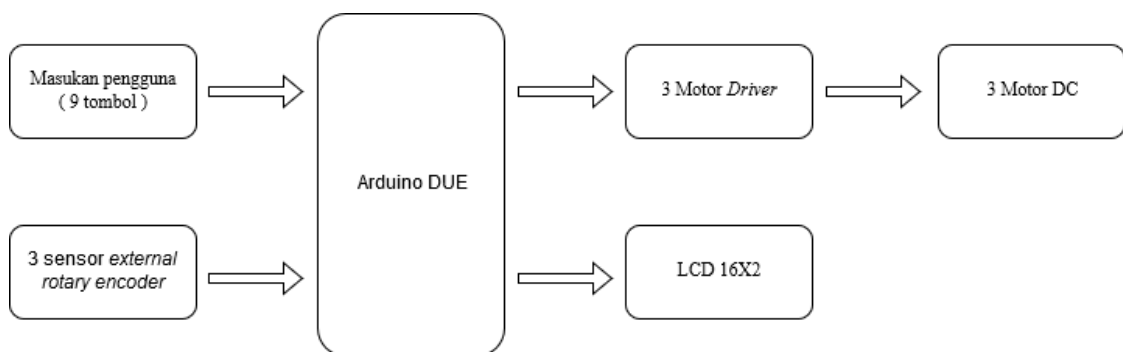 Masukan pengguna
( 9 tombol )
3 Motor Driver
3 Motor DC
Arduino DUE
3 sensor external
rotary encoder
LCD 16X2